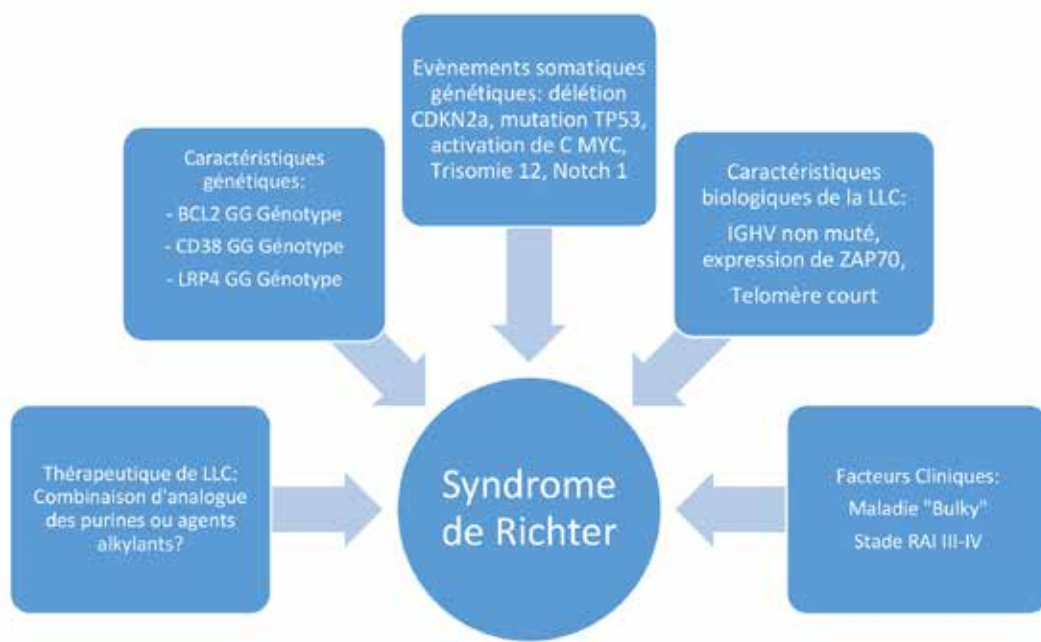 Evènements somatiques
génétiques: délétion
CDKN2a, mutation TP53,
activation de C MYC,
Trisomie 12, Notch 1
Caractéristiques
génétiques:
- BCL2 GG Génotype
- CD38 GG Génotype
- LRP4 GG Génotype
Caractéristiques
biologiques de la LLC:
IGHV non muté,
expression de ZAP70,
Telomère court
Thérapeutique de LLC:
Combinaison d'analogue
des purines ou agents
alkylants?
Syndrome
de Richter
Facteurs Cliniques:
Maladie "Bulky"
Stade RAI III-IV